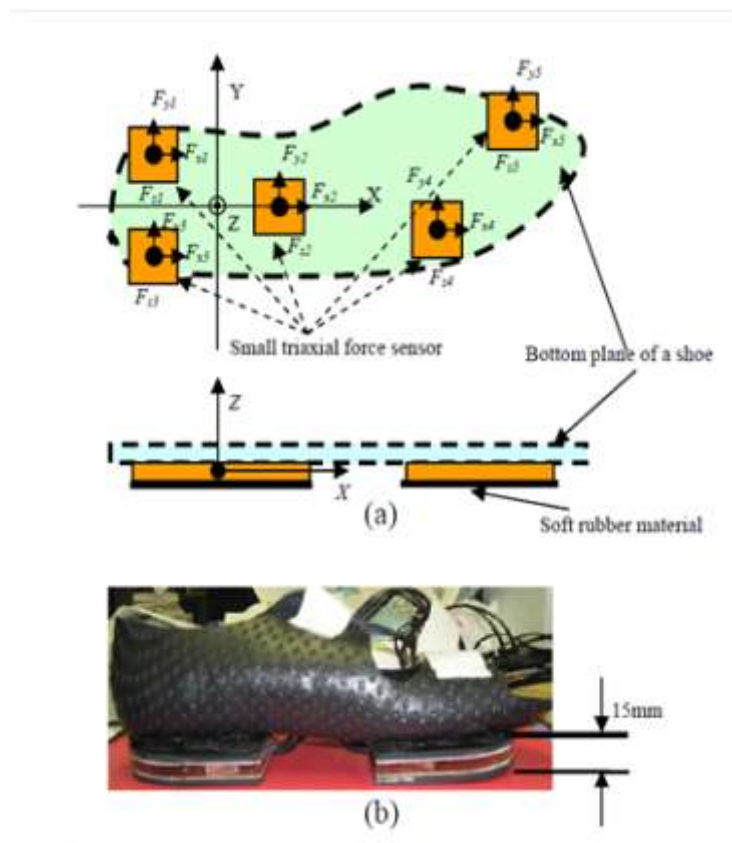 Fy5
Fy1
Y
Fx5
Fx1
Fy2
Fz5
Fz1
Fx2
Fy4
X
Fy3
Z
Fx4
Fx3
Fz2
Fz4
Fz3
Small triaxial force sensor
Bottom plane of a shoe
Z
X
(a)
Soft rubber material
15mm
(b)